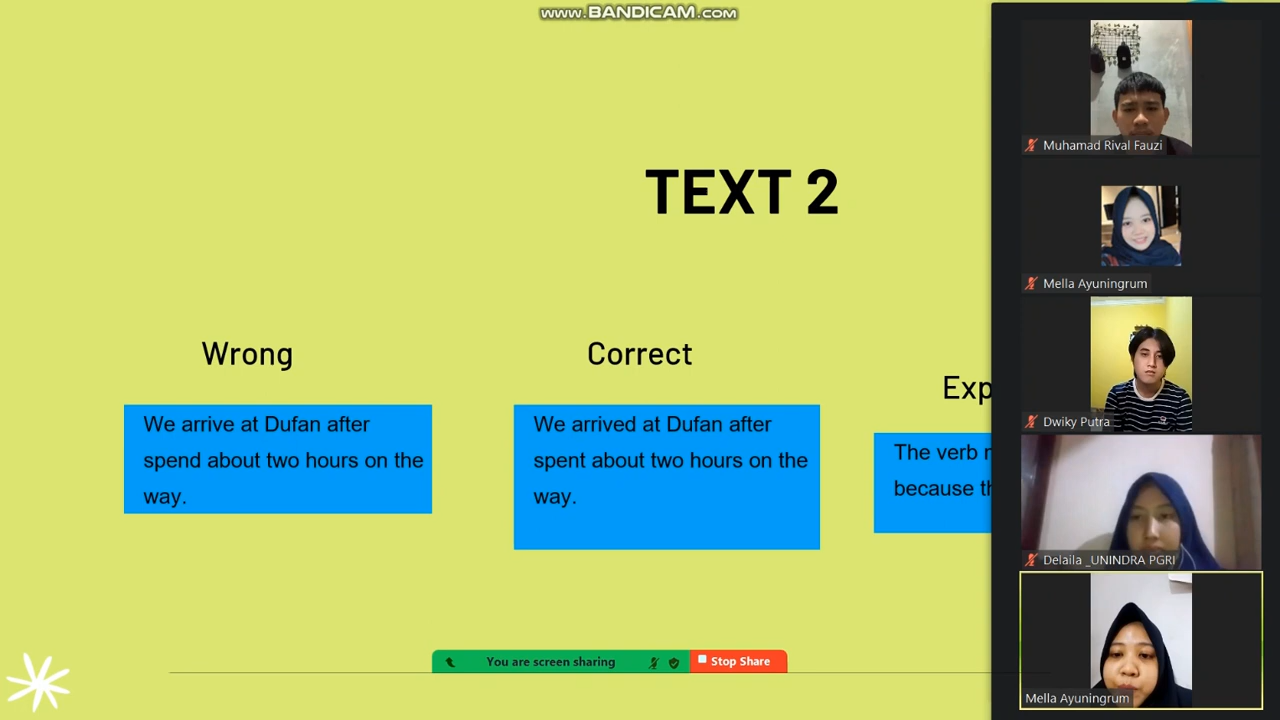 www.BANDICAM.com
TEXT 2
Wrong
We arrive at Dufan after
spend about two hours on the
way.
Correct
We arrived at Dufan after
spent about two hours on the
way.
Exp
The verb
because th
You are screen sharing
Stop Share
Muhamad Rival Fauzi
Mella Ayuningrum
Dwiky Putra
Delaila _UNINDRA PGRI
Mella Ayuningrum